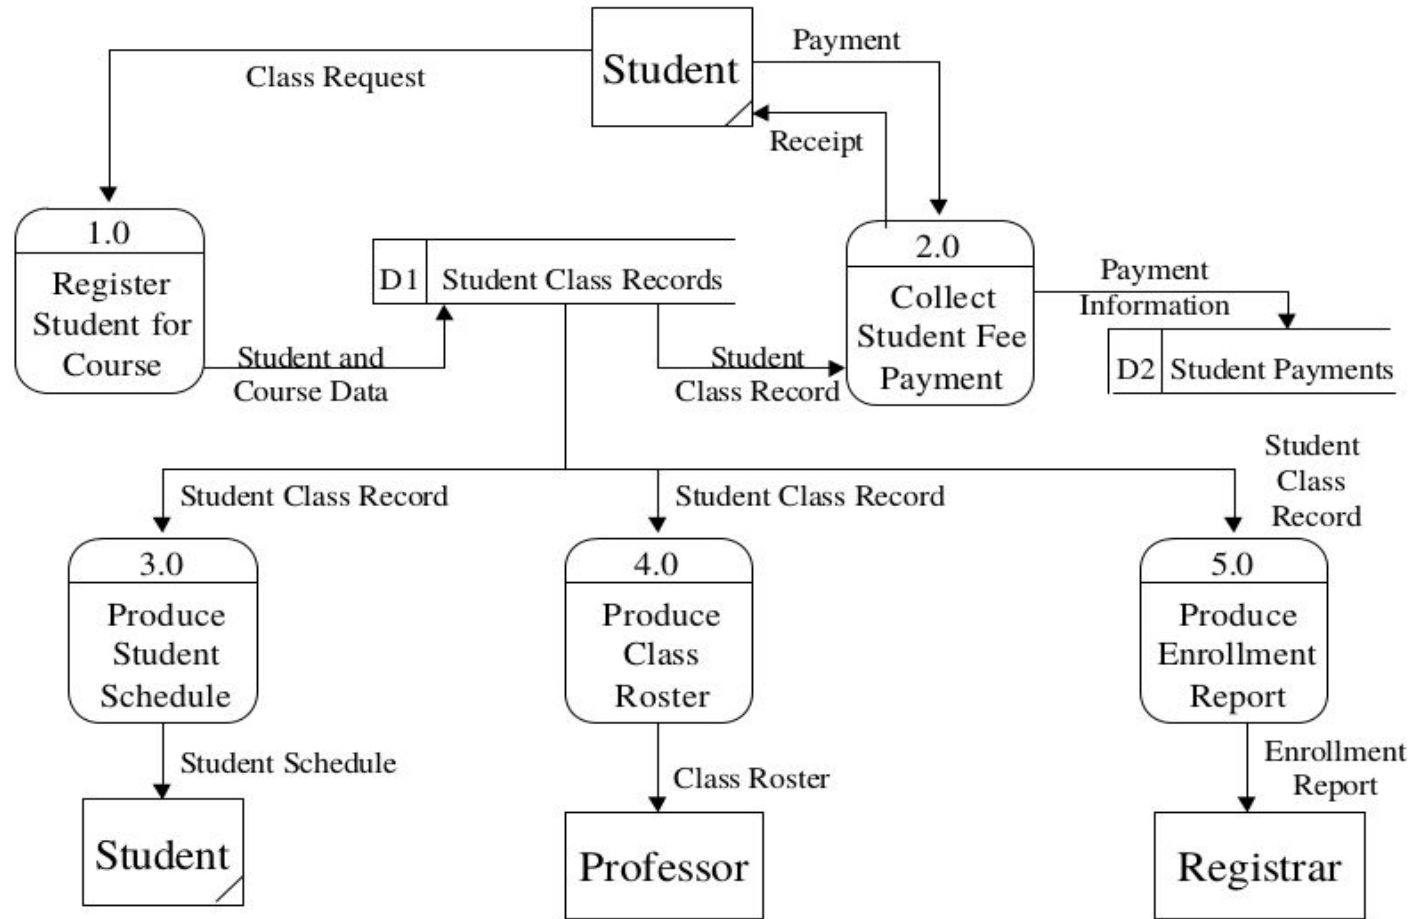 Student
Payment
Class Request
Receipt
1.0
Register
Student for
Course
D1
Student Class Records
2.0
Collect
Student Fee
Payment
Payment
Information
D2
Student Payments
Student and
Course Data
Student
Class Record
Student Class Record
Student Class Record
Student
Class
Record
3.0
Produce
Student
Schedule
4.0
Produce
Class
Roster
5.0
Produce
Enrollment
Report
Student Schedule
Class Roster
Enrollment
Report
Student
Professor
Registrar